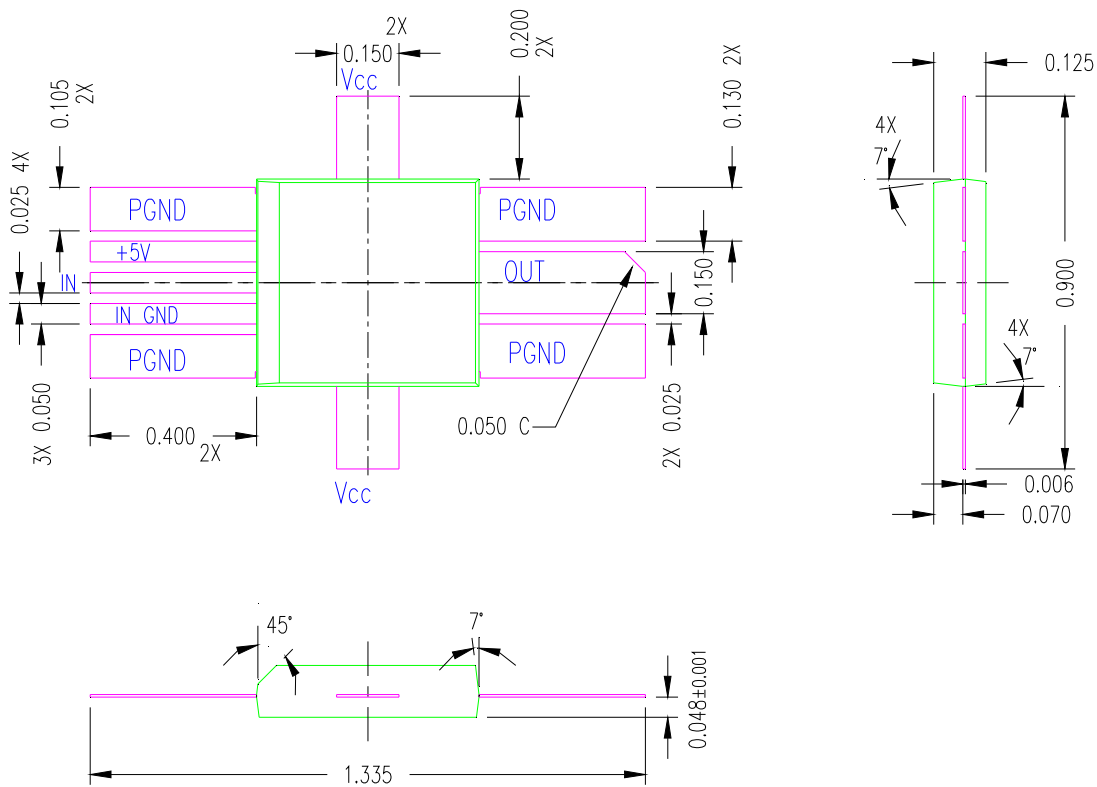 2X
0.150
Vcc
0.200
2X
0.130 2X
0.125
0.105
2X
4X
7°
0.025 4X
PGND
PGND
+5V
OUT
IN
0.150
0.900
IN GND
4X
7°
PGND
PGND
3X 0.050
0.400
2X
0.050 C
2X 0.025
Vcc
0.006
0.070
45°
7°
0.048±0.001
1.335